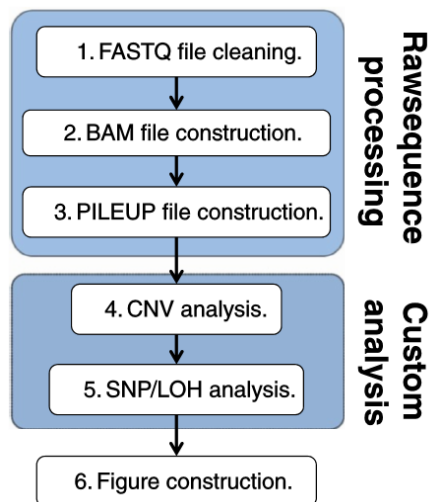 1. FASTQ file cleaning.
2. BAM file construction.
3. PILEUP file construction.
Rawsequence
processing
4. CNV analysis.
5. SNP/LOH analysis.
Custom
analysis
6. Figure construction.